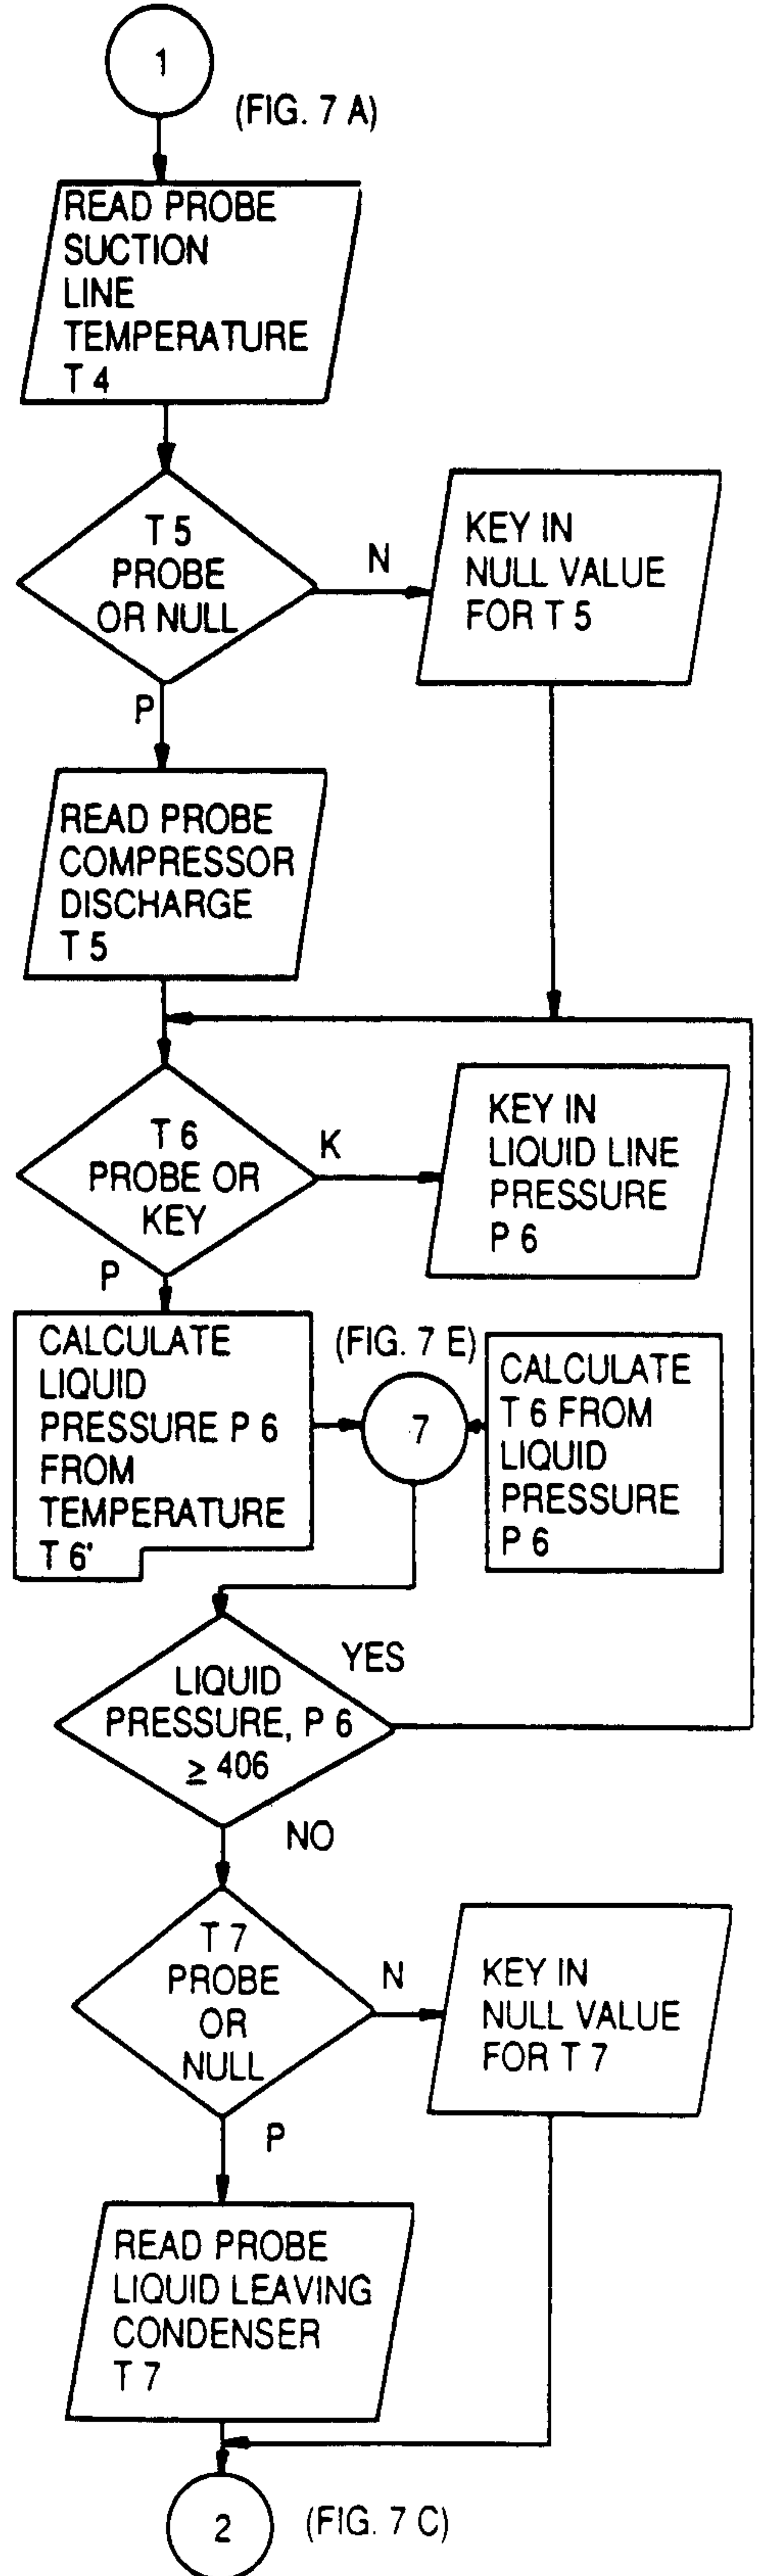 1
(FIG. 7 A)
READ PROBE
SUCTION
LINE
TEMPERATURE
T 4
T 5
PROBE
OR NULL
N
KEY IN
NULL VALUE
FOR T 5
P
READ PROBE
COMPRESSOR
DISCHARGE
T 5
T 6
PROBE OR
KEY
K
KEY IN
LIQUID LINE
PRESSURE
P 6
P
CALCULATE
LIQUID
PRESSURE P 6
FROM
TEMPERATURE
T 6'
(FIG. 7 E)
7
CALCULATE
T 6 FROM
LIQUID
PRESSURE
P 6
LIQUID
PRESSURE, P 6
≥ 406
YES
NO
T 7
PROBE
OR
NULL
N
KEY IN
NULL VALUE
FOR T 7
P
READ PROBE
LIQUID LEAVING
CONDENSER
T 7
2
(FIG. 7 C)